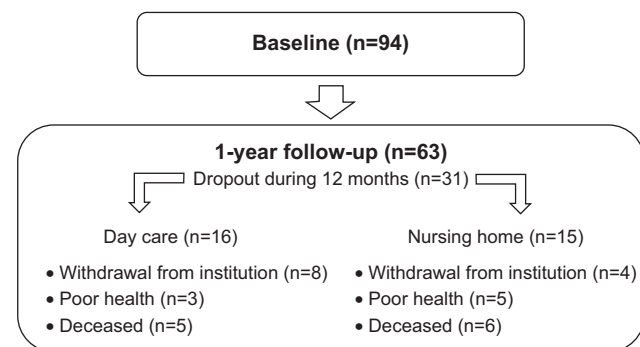 Baseline (n=94)
1-year follow-up (n=63)
Dropout during 12 months (n=31)
Day care (n=16)
• Withdrawal from institution (n=8)
• Poor health (n=3)
• Deceased (n=5)
Nursing home (n=15)
• Withdrawal from institution (n=4)
• Poor health (n=5)
• Deceased (n=6)